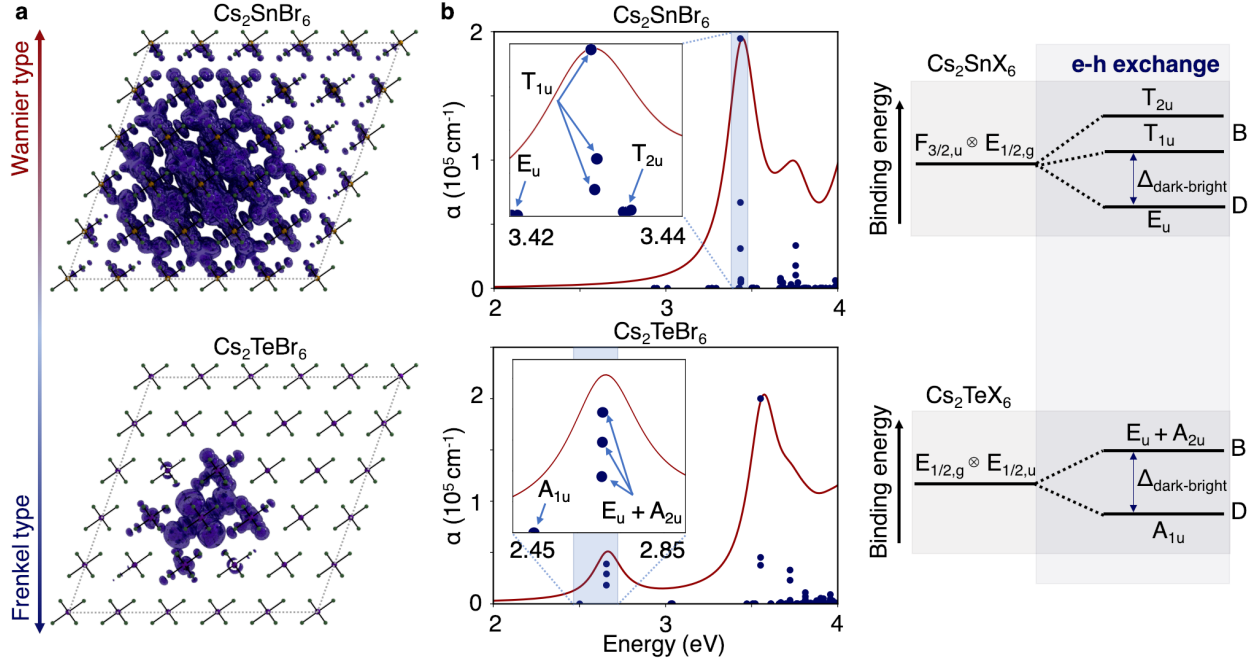 a
Cs₂SnBr₆
Wannier type
Cs₂TeBr₆
Frenkel type
b
Cs₂SnBr₆
α (10⁵ cm⁻¹)
2
1
0
2
3
4
T₁ᵤ
Eᵤ
T₂ᵤ
3.42
3.44
Cs₂TeBr₆
α (10⁵ cm⁻¹)
2
1
0
2
3
4
Energy (eV)
A₁ᵤ
Eᵤ + A₂ᵤ
2.45
2.85
Cs₂SnX₆
e-h exchange
Binding energy
F3/2,u ⊗ E1/2,g
T₂ᵤ
T₁ᵤ
B
Δdark-bright
D
Eᵤ
Cs₂TeX₆
Binding energy
E1/2,g ⊗ E1/2,u
Eᵤ + A₂ᵤ
B
Δdark-bright
D
A₁ᵤ